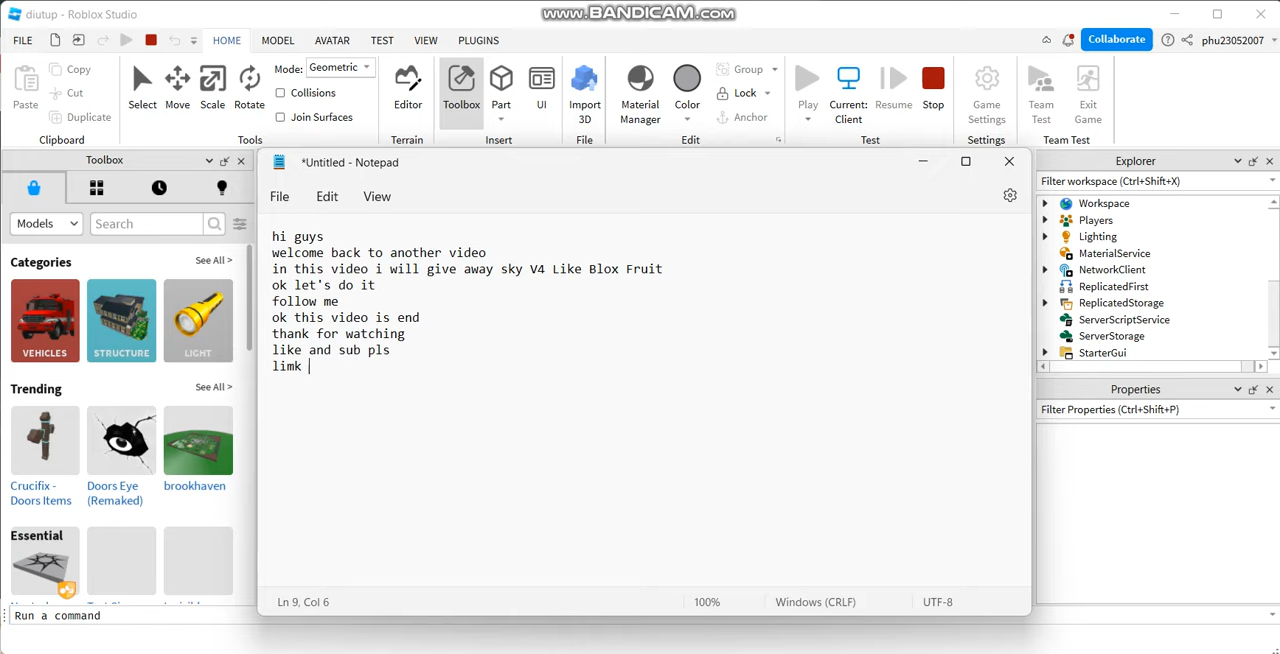 diutup - Roblox Studio
www.BANDICAM.com
FILE
HOME
MODEL
AVATAR
TEST
VIEW
PLUGINS
Collaborate
phu23052007
Paste
Copy
Cut
Duplicate
Clipboard
Select
Move
Scale
Rotate
Mode:
Geometric
Collisions
Join Surfaces
Tools
Editor
Terrain
Toolbox
Part
UI
Insert
Import
3D
File
Material
Manager
Color
Group
Lock
Anchor
Edit
Play
Current:
Client
Resume
Stop
Test
Game
Settings
Settings
Team
Test
Exit
Game
Team Test
Toolbox
Models
Search
Categories
See All >
VEHICLES
STRUCTURE
LIGHT
Trending
See All >
Crucifix -
Doors Items
Doors Eye
(Remaked)
brookhaven
Essential
Run a command
*Untitled - Notepad
File
Edit
View
hi guys
welcome back to another video
in this video i will give away sky V4 Like Blox Fruit
ok let's do it
follow me
ok this video is end
thank for watching
like and sub pls
limk
Ln 9, Col 6
100%
Windows (CRLF)
UTF-8
Explorer
Filter workspace (Ctrl+Shift+X)
Workspace
Players
Lighting
MaterialService
NetworkClient
ReplicatedFirst
ReplicatedStorage
ServerScriptService
ServerStorage
StarterGui
Properties
Filter Properties (Ctrl+Shift+P)